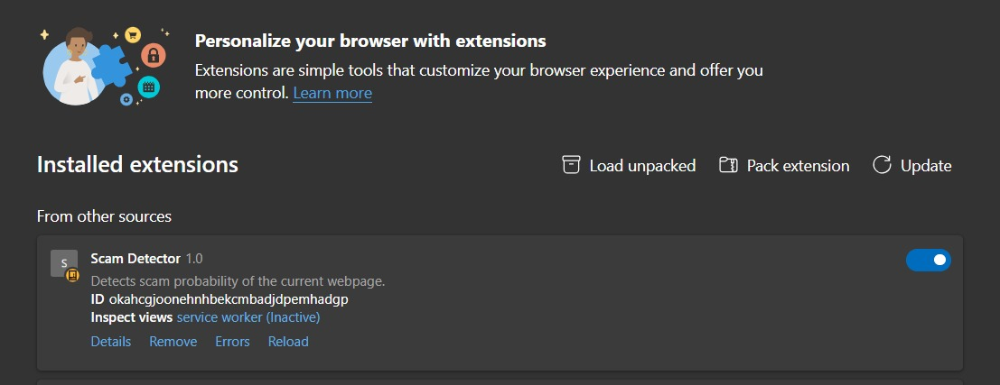 Personalize your browser with extensions
Extensions are simple tools that customize your browser experience and offer you
more control. Learn more
Installed extensions
Load unpacked
Pack extension
Update
From other sources
S
Scam Detector 1.0
Detects scam probability of the current webpage.
ID okahcgjoonehnhbekcmbadjdpemhadgp
Inspect views service worker (Inactive)
Details Remove Errors Reload